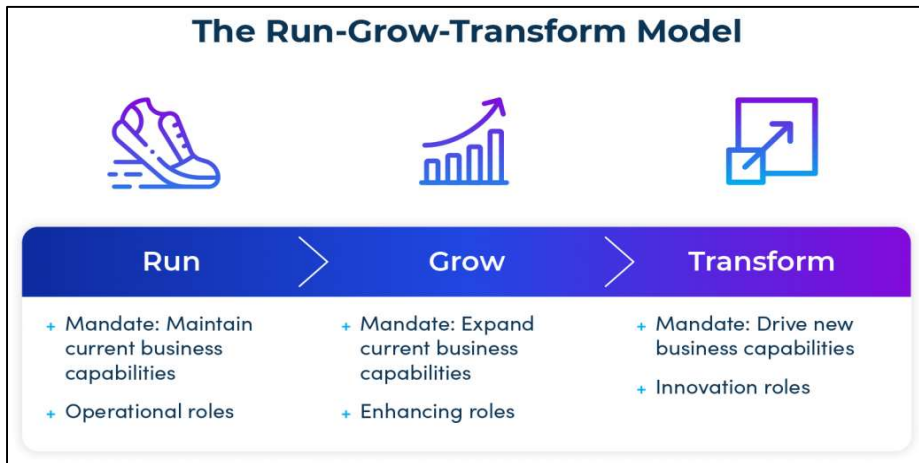 The Run-Grow-Transform Model
Run
Grow
Transform
+ Mandate: Maintain
current business
capabilities
+ Operational roles
+ Mandate: Expand
current business
capabilities
+ Enhancing roles
+ Mandate: Drive new
business capabilities
+ Innovation roles